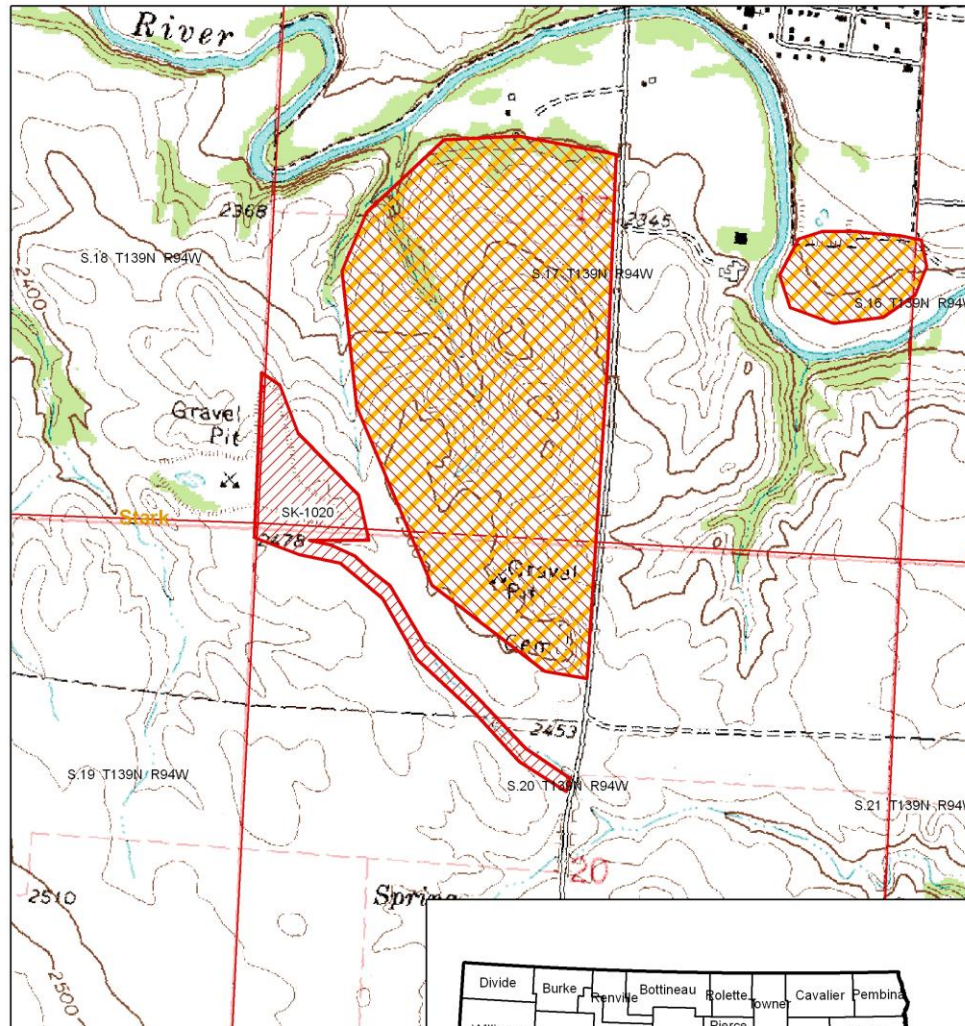 River
2368
17
2345
S.18 T139N R94W
S.17 T139N R94W
2400
S.16 T139N R94W
Gravel
Pit
SK-1020
Stark
2478
Gravel
Pit
Cem
2453
S.19 T139N R94W
S.20 T139N R94W
S.21 T139N R94W
20
2510
Spring
2500
Divide
Burke
Renville
Bottineau
Rolette
Towner
Cavalier
Pembina
Pierce